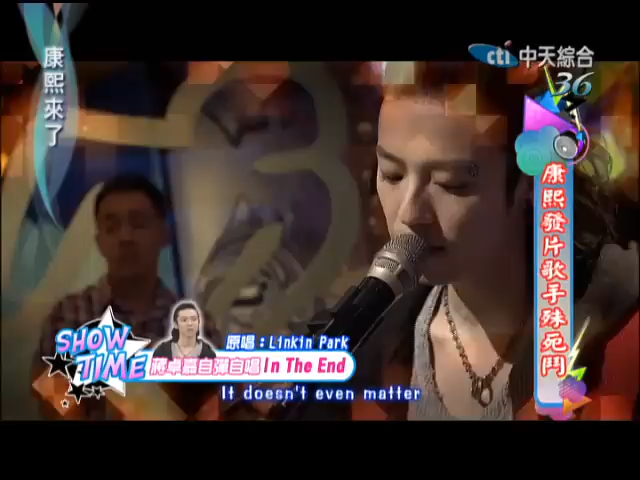 康熙來了
cti 中天綜合
36
康熙發片歌手殊死鬥
SHOW TIME
原唱：Linkin Park
蔣卓嘉自彈自唱 In The End
It doesn't even matter